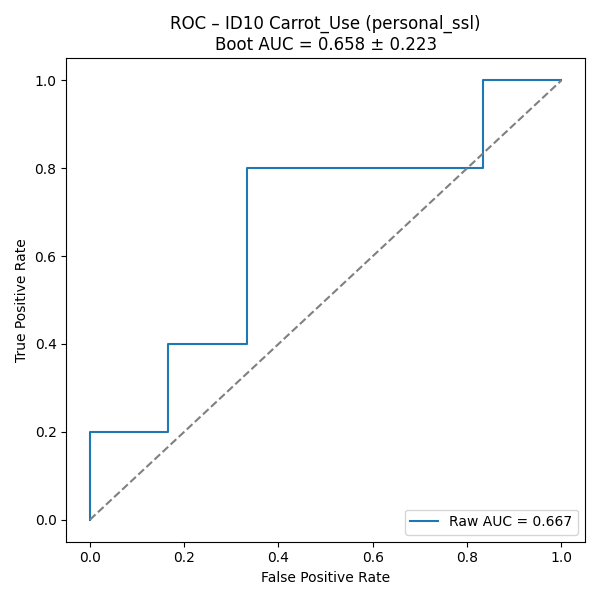 ROC – ID10 Carrot_Use (personal_ssl)
Boot AUC = 0.658 ± 0.223
True Positive Rate
1.0
0.8
0.6
0.4
0.2
0.0
Raw AUC = 0.667
0.0 0.2 0.4 0.6 0.8 1.0
False Positive Rate